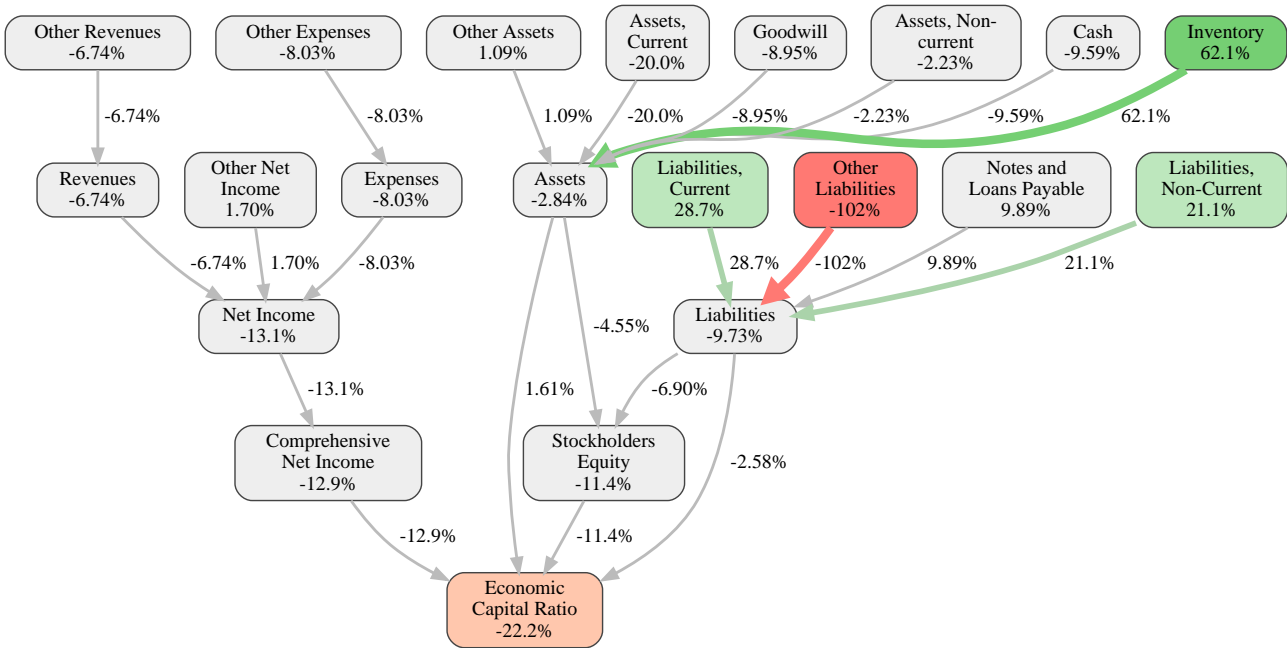 Other Revenues
-6.74%
Other Expenses
-8.03%
Other Assets
1.09%
Assets,
Current
-20.0%
Goodwill
-8.95%
Assets, Non-
current
-2.23%
Cash
-9.59%
Inventory
62.1%
-6.74%
-8.03%
1.09%
-20.0%
-8.95%
-2.23%
-9.59%
62.1%
Revenues
-6.74%
Other Net
Income
1.70%
Expenses
-8.03%
Assets
-2.84%
Liabilities,
Current
28.7%
Other
Liabilities
-102%
Notes and
Loans Payable
9.89%
Liabilities,
Non-Current
21.1%
-6.74%
1.70%
-8.03%
28.7%
-102%
9.89%
21.1%
Net Income
-13.1%
-4.55%
Liabilities
-9.73%
-13.1%
1.61%
-6.90%
Comprehensive
Net Income
-12.9%
Stockholders
Equity
-11.4%
-2.58%
-12.9%
-11.4%
Economic
Capital Ratio
-22.2%